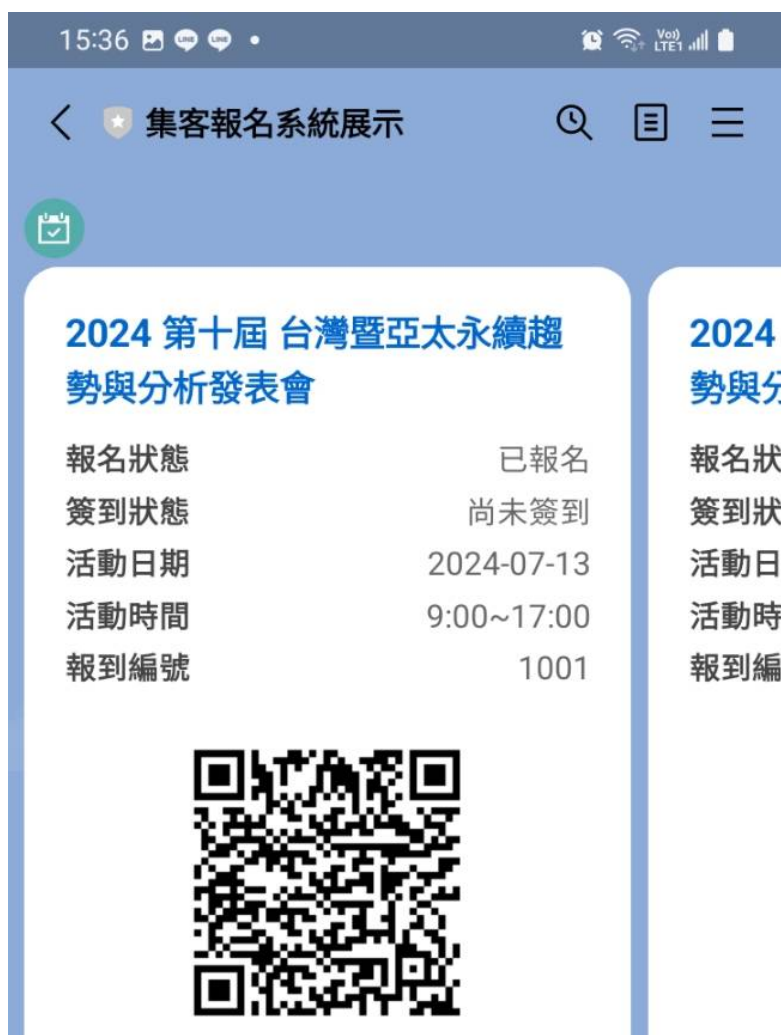 15:36
LINE LINE
Vo)) LTE1
集客報名系統展示
2024 第十屆 台灣暨亞太永續趨
勢與分析發表會
報名狀態 已報名
簽到狀態 尚未簽到
活動日期 2024-07-13
活動時間 9:00~17:00
報到編號 1001
2024
勢與分
報名狀
簽到狀
活動日
活動時
報到編